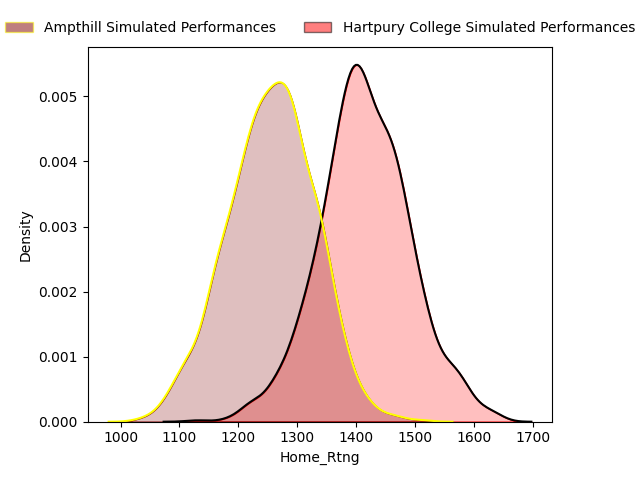 Ampthill Simulated Performances
Hartpury College Simulated Performances
0.005
0.004
0.003
0.002
0.001
0.000
Density
1000 1100 1200 1300 1400 1500 1600 1700
Home_Rtng